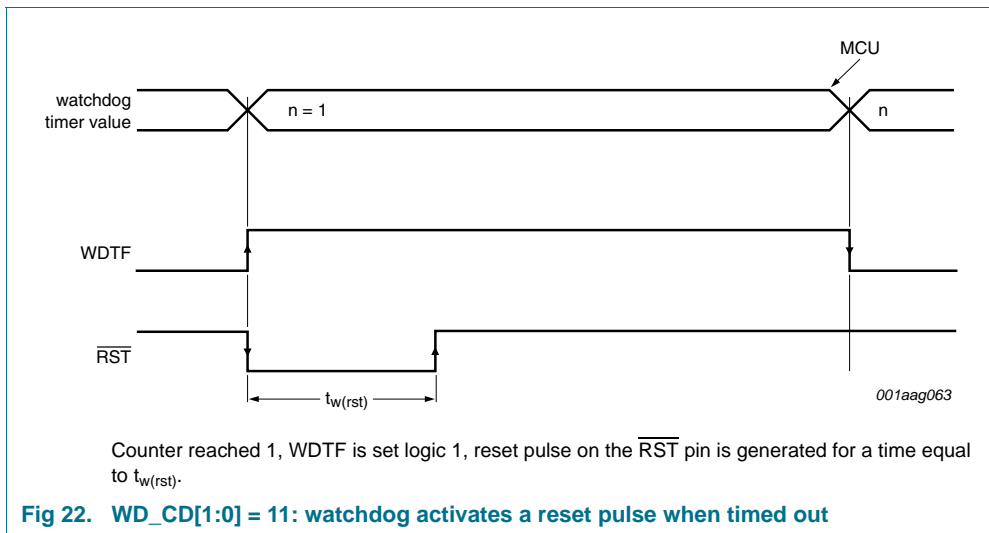 MCU
watchdog
timer value
n = 1
n
WDTF
R̅S̅T̅
tw(rst)
001aag063
Counter reached 1, WDTF is set logic 1, reset pulse on the R̅S̅T̅ pin is generated for a time equal
to tw(rst).
Fig 22. WD_CD[1:0] = 11: watchdog activates a reset pulse when timed out